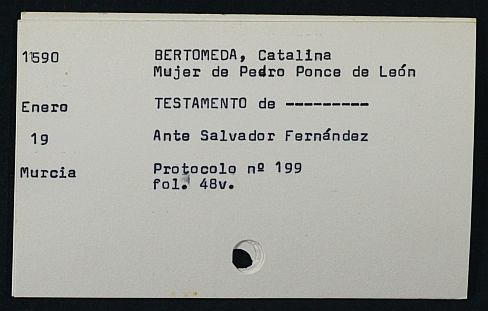 1590 BERTOMEDA, Catalina
Mujer de Pedro Ponce de León
Enero TESTAMENTO de ---------
19 Ante Salvador Fernández
Murcia Protocolo nº 199
fol. 48v.